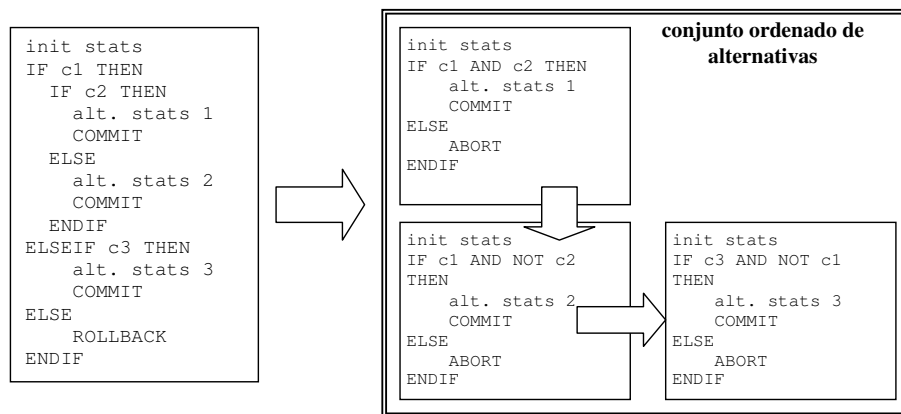 init stats
IF c1 THEN
IF c2 THEN
alt. stats 1
COMMIT
ELSE
alt. stats 2
COMMIT
ENDIF
ELSEIF c3 THEN
alt. stats 3
COMMIT
ELSE
ROLLBACK
ENDIF
conjunto ordenado de
alternativas
init stats
IF c1 AND c2 THEN
alt. stats 1
COMMIT
ELSE
ABORT
ENDIF
init stats
IF c1 AND NOT c2
THEN
alt. stats 2
COMMIT
ELSE
ABORT
ENDIF
init stats
IF c3 AND NOT c1
THEN
alt. stats 3
COMMIT
ELSE
ABORT
ENDIF